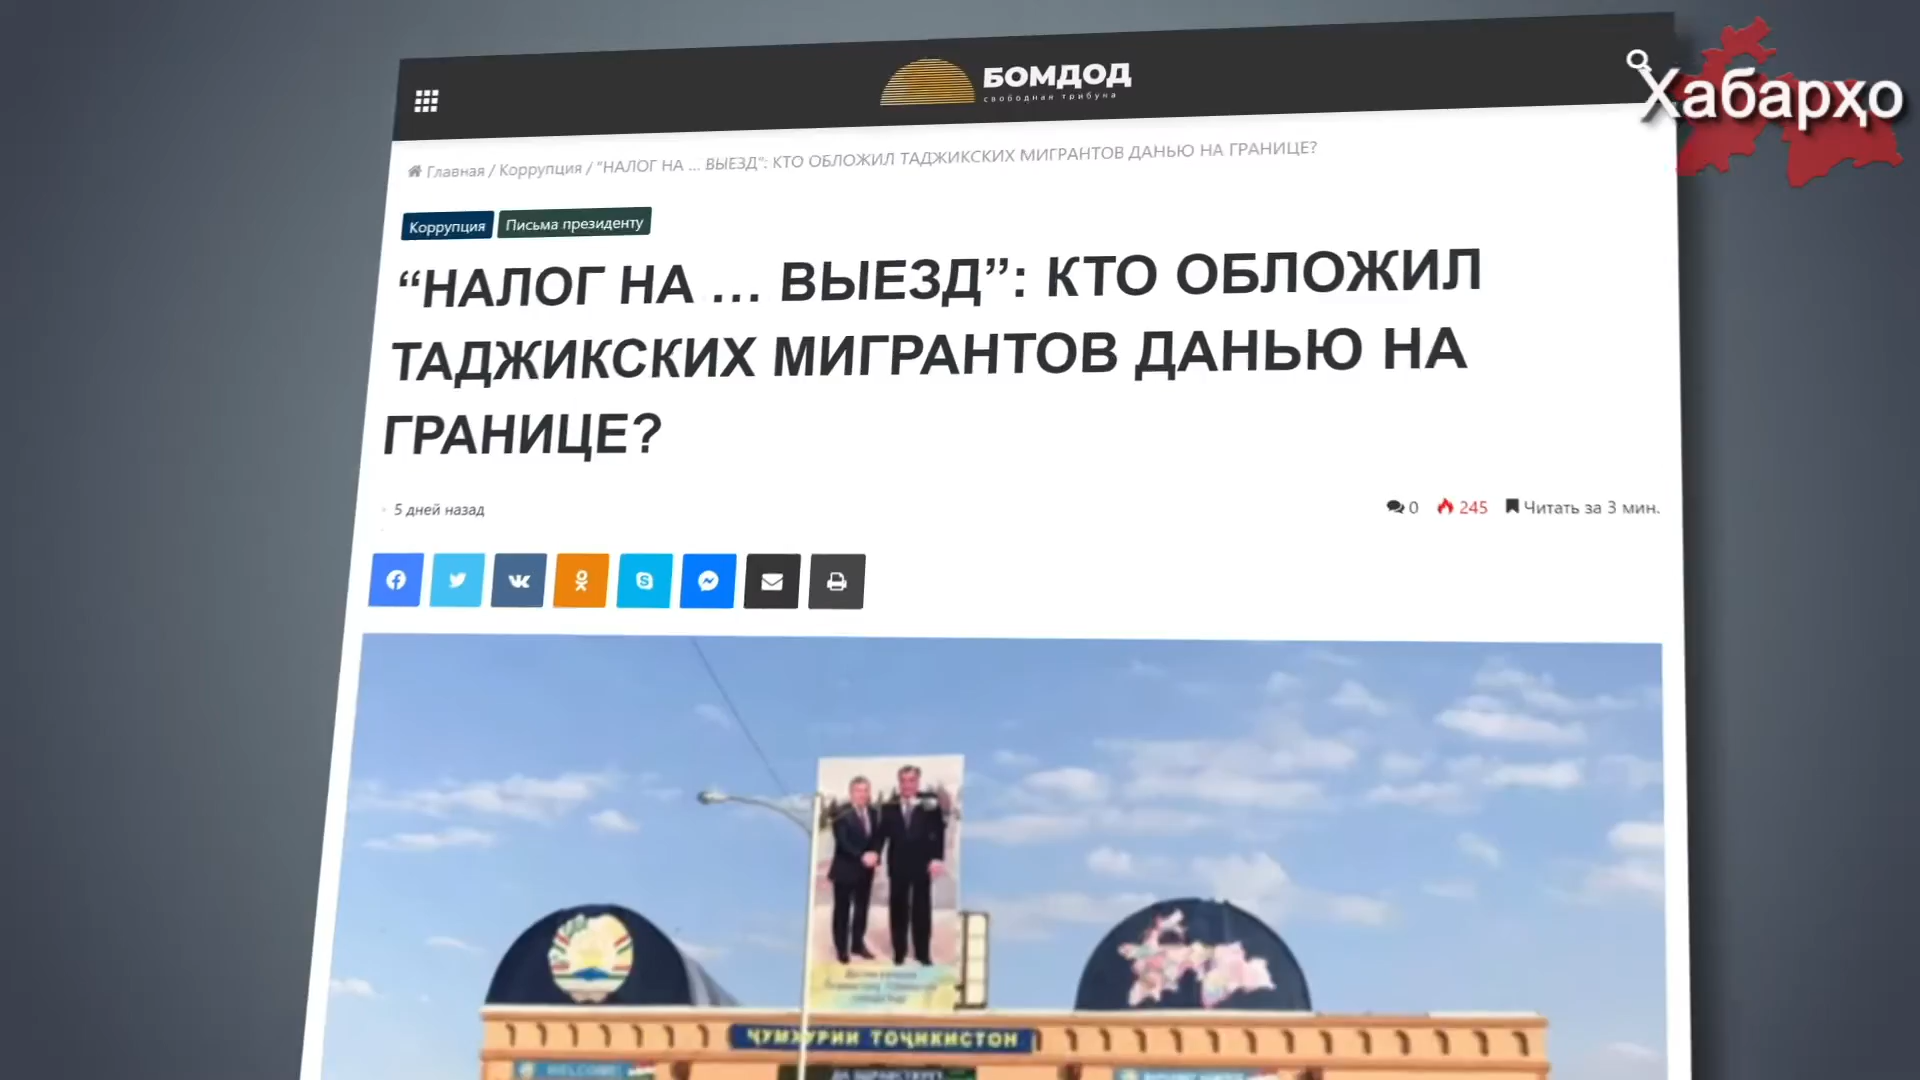 БОМДОД
свободная трибуна
Хабарҳо
Главная / Коррупция / “НАЛОГ НА ... ВЫЕЗД”: КТО ОБЛОЖИЛ ТАДЖИКСКИХ МИГРАНТОВ ДАНЬЮ НА ГРАНИЦЕ?
Коррупция Письма президенту
“НАЛОГ НА ... ВЫЕЗД”: КТО ОБЛОЖИЛ
ТАДЖИКСКИХ МИГРАНТОВ ДАНЬЮ НА
ГРАНИЦЕ?
5 дней назад 0 245 Читать за 3 мин.
ҶУМҲУРИИ ТОҶИКИСТОН
WELCOME